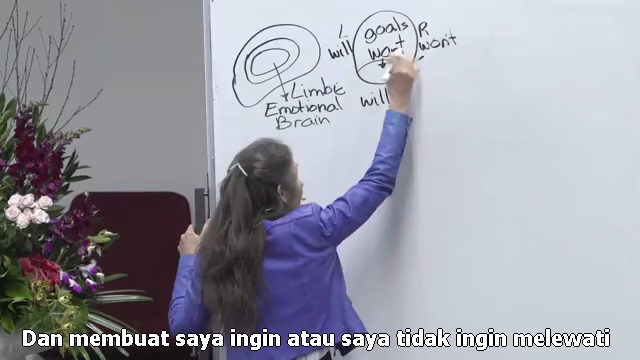 L
goals
R
will
want
won't
Limbic
Emotional
Brain
will
Dan membuat saya ingin atau saya tidak ingin melewati